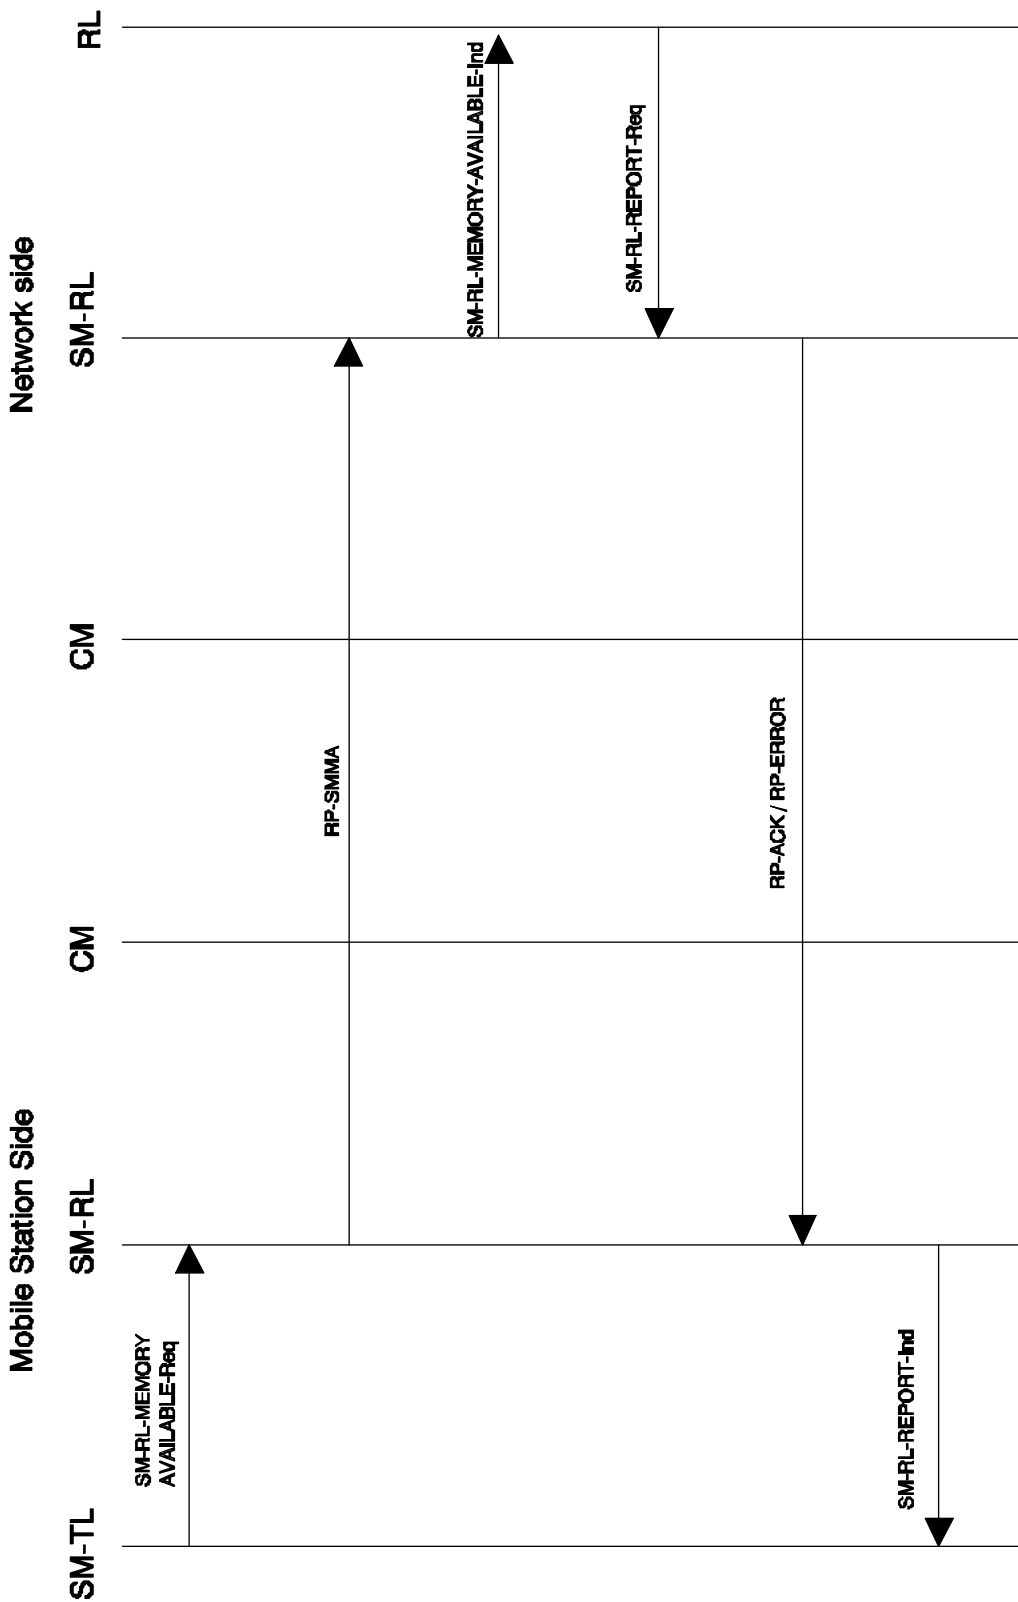 Mobile Station Side
Network side
SM-TL
SM-RL
CM
CM
SM-RL
RL
SM-RL-MEMORY
AVAILABLE-Req
RP-SMMA
SM-RL-MEMORY-AVAILABLE-Ind
SM-RL-REPORT-Req
RP-ACK / RP-ERROR
SM-RL-REPORT-Ind